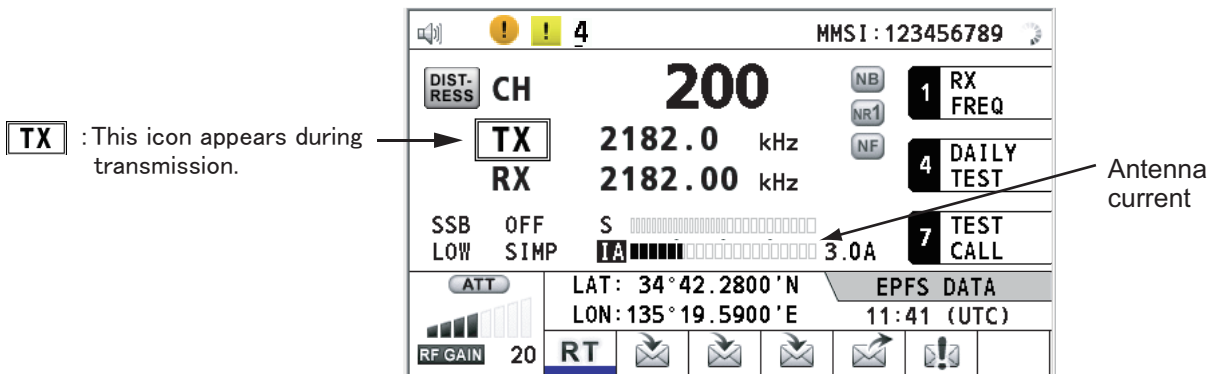 ! ! 4 MMSI:123456789
DIST-RESS CH 200 NB 1 RX FREQ
NR1
TX : This icon appears during transmission.
TX 2182.0 kHz NF 4 DAILY TEST
RX 2182.00 kHz
Antenna current
SSB OFF S 7 TEST CALL
LOW SIMP IA 3.0A
ATT LAT: 34°42.2800'N EPFS DATA
LON:135°19.5900'E 11:41 (UTC)
RF GAIN 20 RT